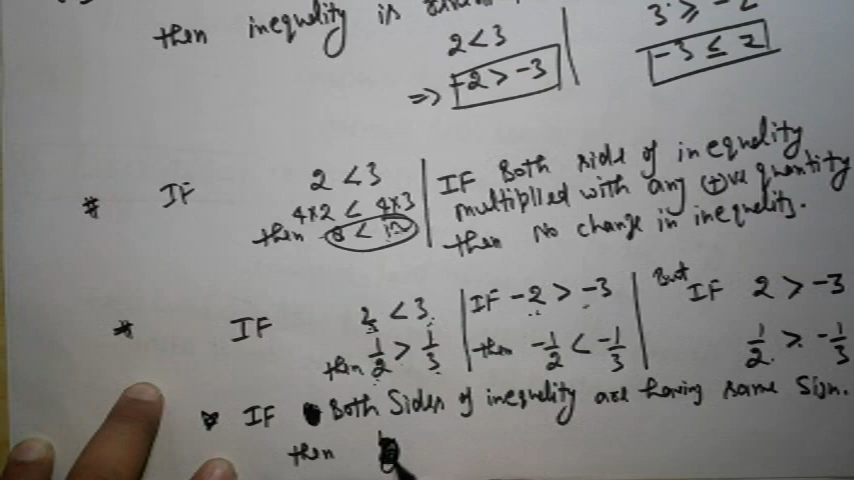 then inequality is
2 < 3
=> -2 > -3
3 ≥ -2
-3 ≤ 2
# IF 2 < 3
4×2 < 4×3
then 8 < 12
IF Both side of inequality
multiplied with any (+)ve quantity
then No change in inequality.
* IF 2 < 3
then 1/2 > 1/3
IF -2 > -3
then -1/2 < -1/3
But IF 2 > -3
1/2 > -1/3
IF Both Sides of inequality are having same Sign.
then